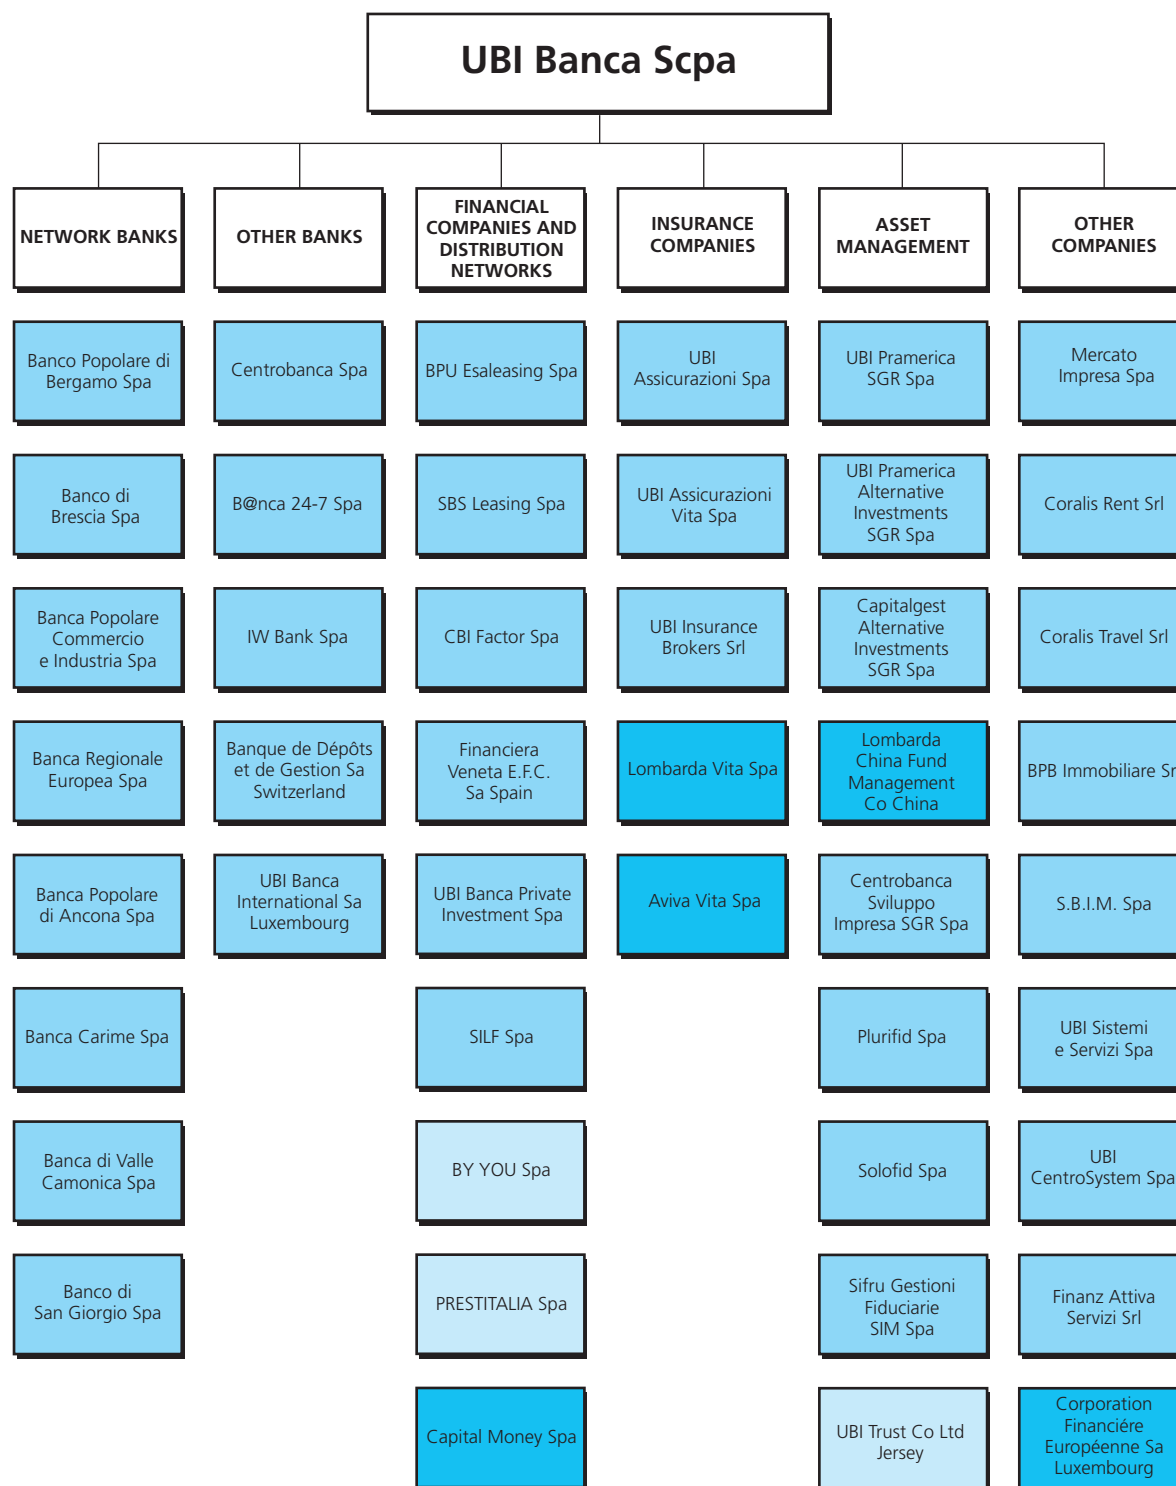 UBI Banca Scpa
NETWORK BANKS
Banco Popolare di
Bergamo Spa
Banco di
Brescia Spa
Banca Popolare
Commercio
e Industria Spa
Banca Regionale
Europea Spa
Banca Popolare
di Ancona Spa
Banca Carime Spa
Banca di Valle
Camonica Spa
Banco di
San Giorgio Spa
OTHER BANKS
Centrobanca Spa
B@nca 24-7 Spa
IW Bank Spa
Banque de Dépôts
et de Gestion Sa
Switzerland
UBI Banca
International Sa
Luxembourg
FINANCIAL
COMPANIES AND
DISTRIBUTION
NETWORKS
BPU Esaleasing Spa
SBS Leasing Spa
CBI Factor Spa
Financiera
Veneta E.F.C.
Sa Spain
UBI Banca Private
Investment Spa
SILF Spa
BY YOU Spa
PRESTITALIA Spa
Capital Money Spa
INSURANCE
COMPANIES
UBI
Assicurazioni Spa
UBI Assicurazioni
Vita Spa
UBI Insurance
Brokers Srl
Lombarda Vita Spa
Aviva Vita Spa
ASSET
MANAGEMENT
UBI Pramerica
SGR Spa
UBI Pramerica
Alternative
Investments
SGR Spa
Capitalgest
Alternative
Investments
SGR Spa
Lombarda
China Fund
Management
Co China
Centrobanca
Sviluppo
Impresa SGR Spa
Plurifid Spa
Solofid Spa
Sifru Gestioni
Fiduciarie
SIM Spa
UBI Trust Co Ltd
Jersey
OTHER
COMPANIES
Mercato
Impresa Spa
Coralis Rent Srl
Coralis Travel Srl
BPB Immobiliare
S.B.I.M. Spa
UBI Sistemi
e Servizi Spa
UBI
CentroSystem Spa
Finanz Attiva
Servizi Srl
Corporation
Financiére
Européenne Sa
Luxembourg